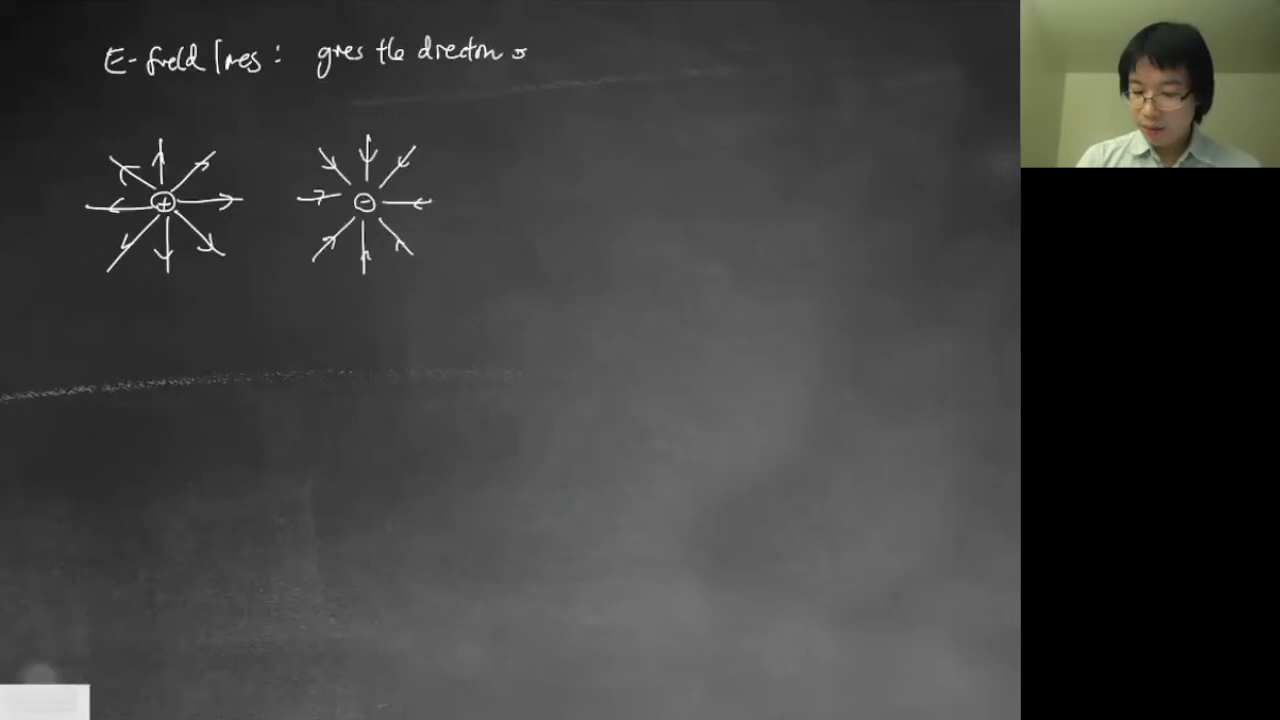 E-field lines: gives the direction o
+ -